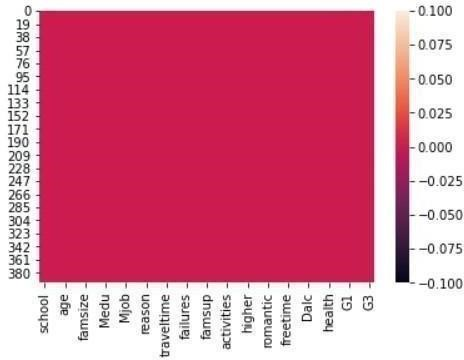 0
19
38
57
76
95
114
133
152
171
190
209
228
247
266
285
304
323
342
361
380
school
age
famsize
Medu
Mjob
reason
traveltime
failures
famsup
activities
higher
romantic
freetime
Dalc
health
G1
G3
0.100
0.075
0.050
0.025
0.000
−0.025
−0.050
−0.075
−0.100